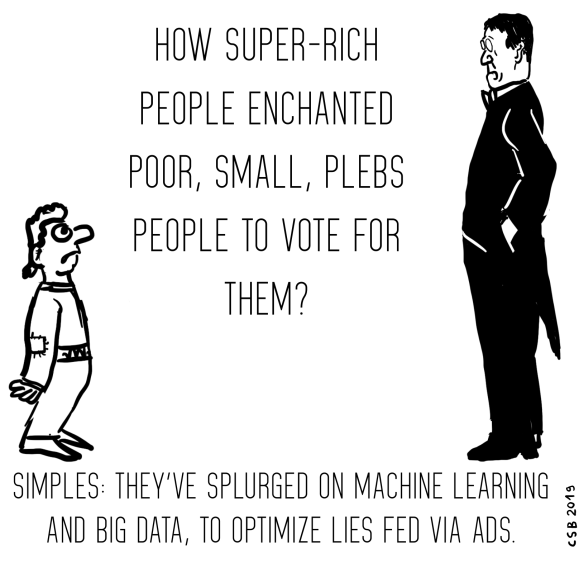 HOW SUPER-RICH
PEOPLE ENCHANTED
POOR, SMALL, PLEBS
PEOPLE TO VOTE FOR
THEM?
SIMPLES: THEY'VE SPLURGED ON MACHINE LEARNING
AND BIG DATA, TO OPTIMIZE LIES FED VIA ADS.
CSB 2019